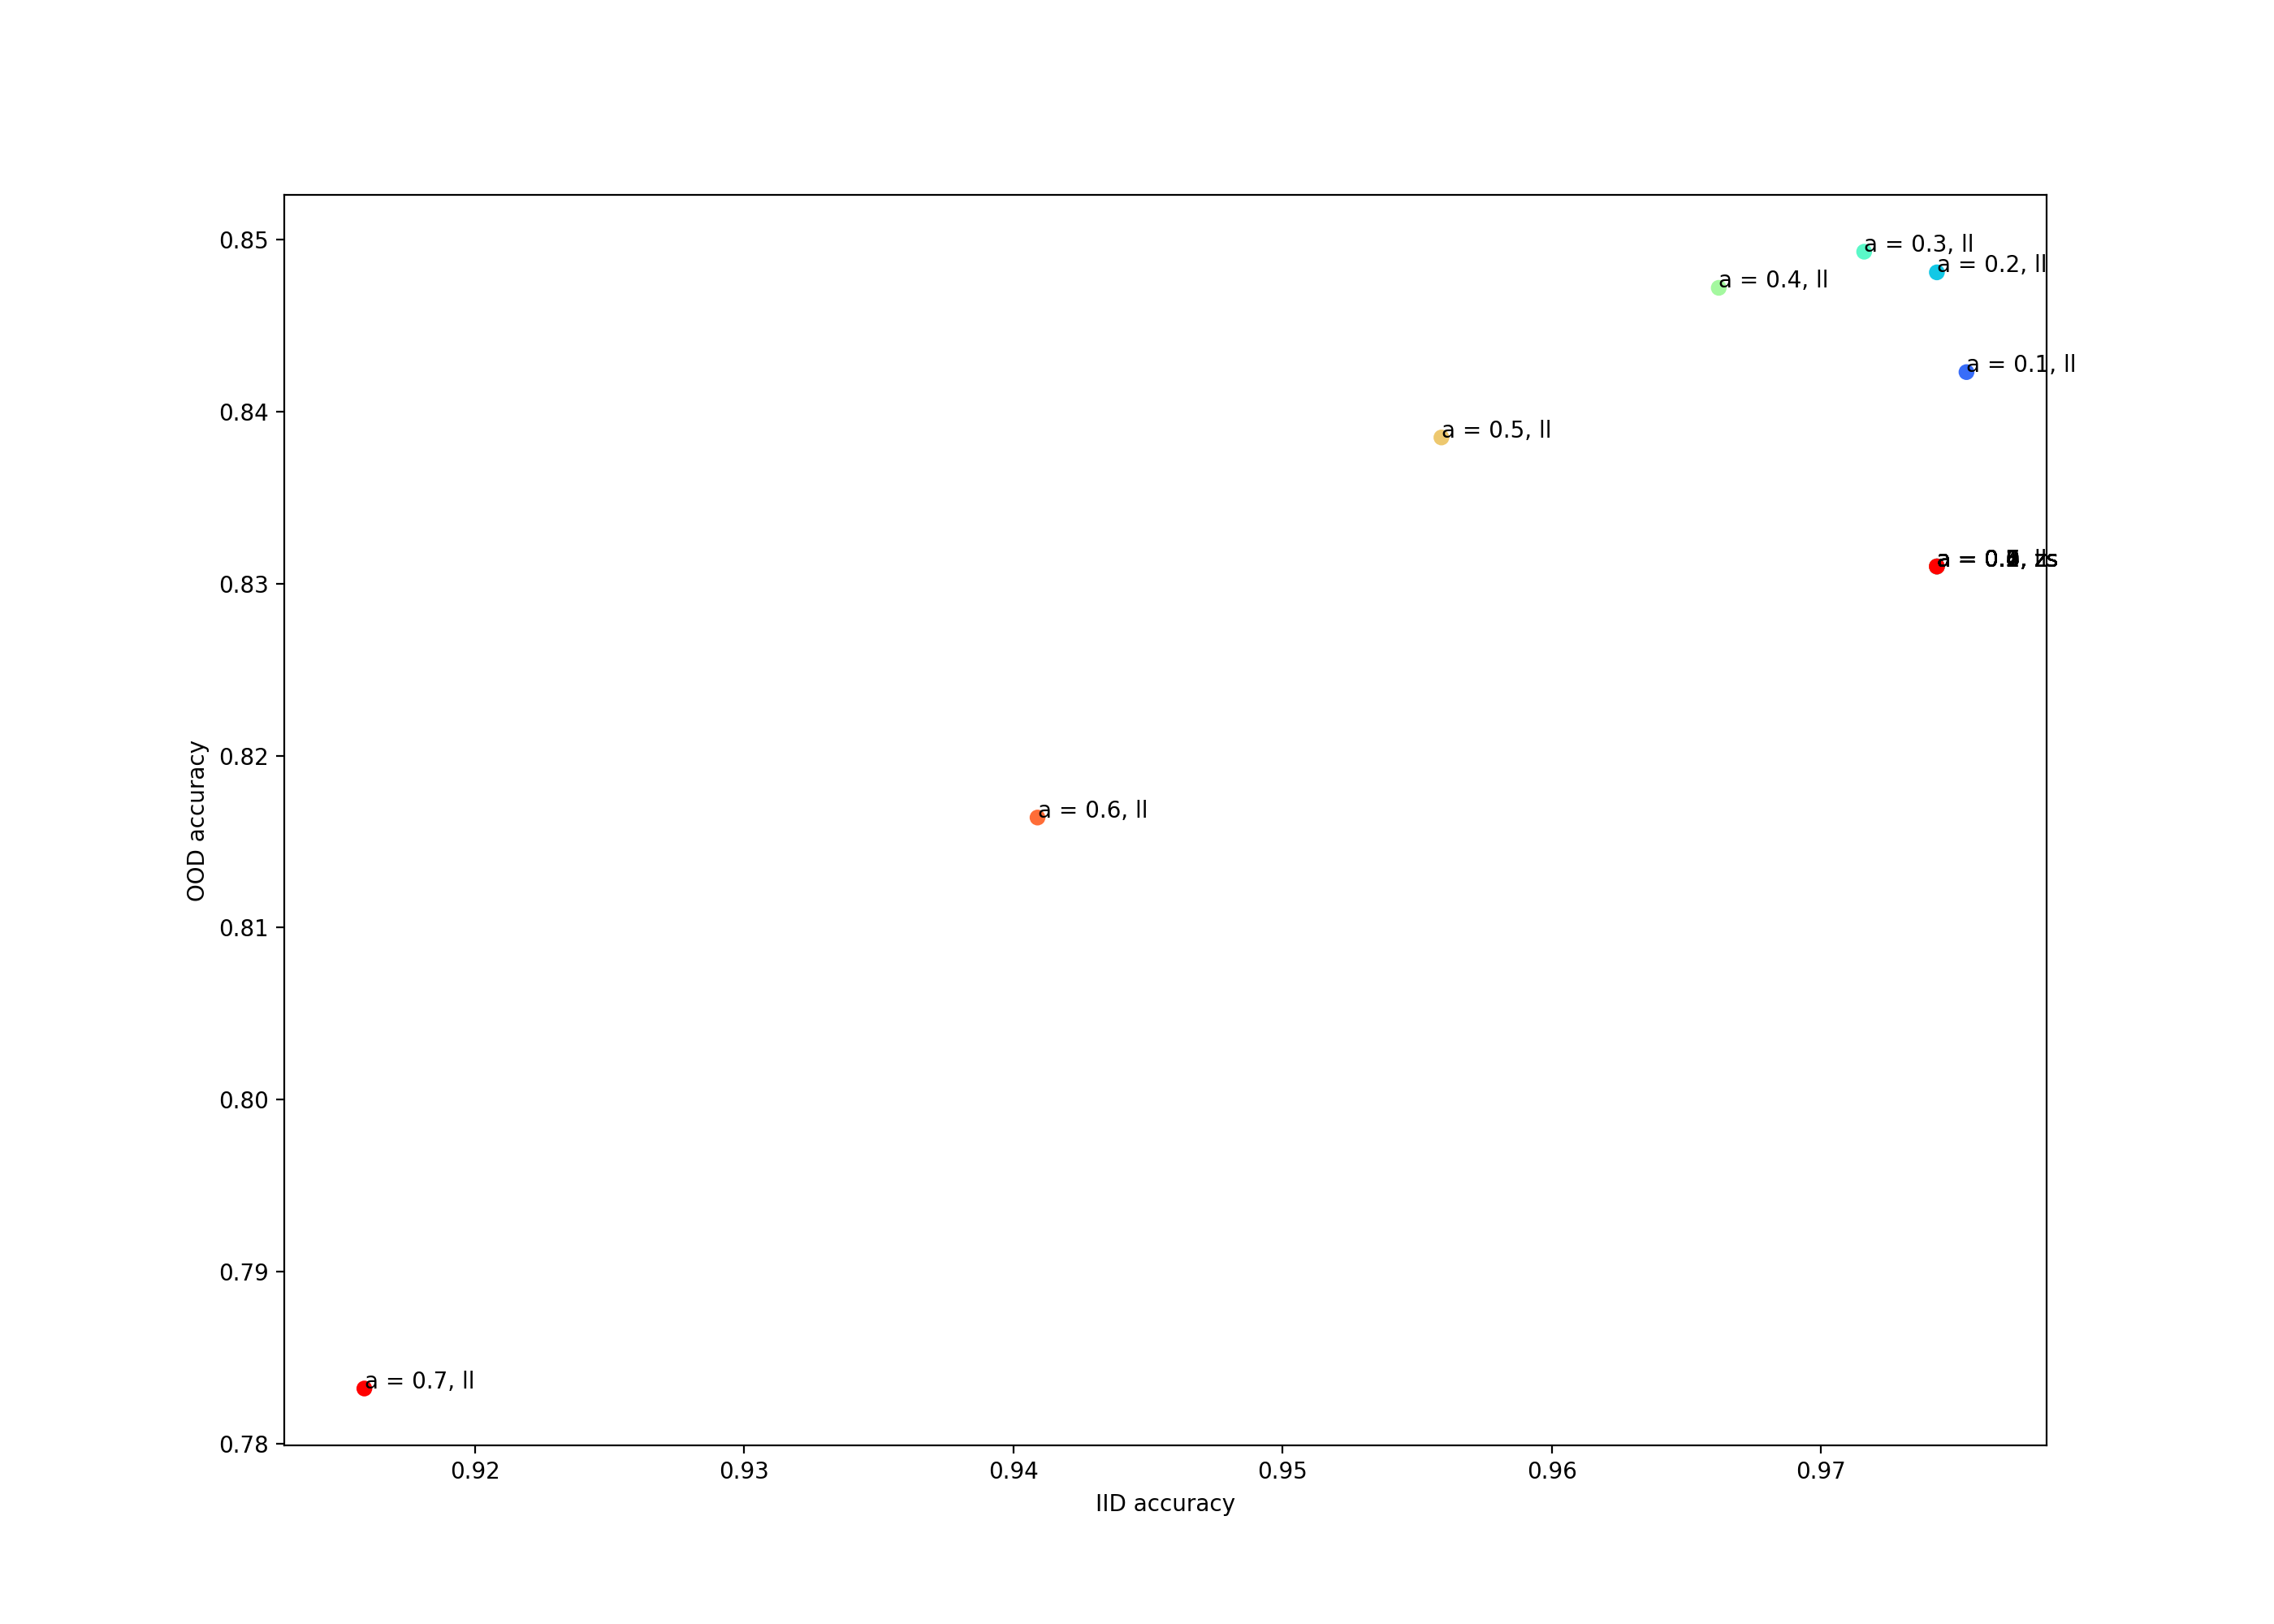 0.85
a = 0.3, ll
a = 0.2, ll
a = 0.4, ll
a = 0.1, ll
0.84
a = 0.5, ll
0.83
a =
0.82
a = 0.6, ll
OOD accuracy
0.81
0.80
0.79
a = 0.7, ll
0.78
0.92 0.93 0.94 0.95 0.96 0.97
IID accuracy